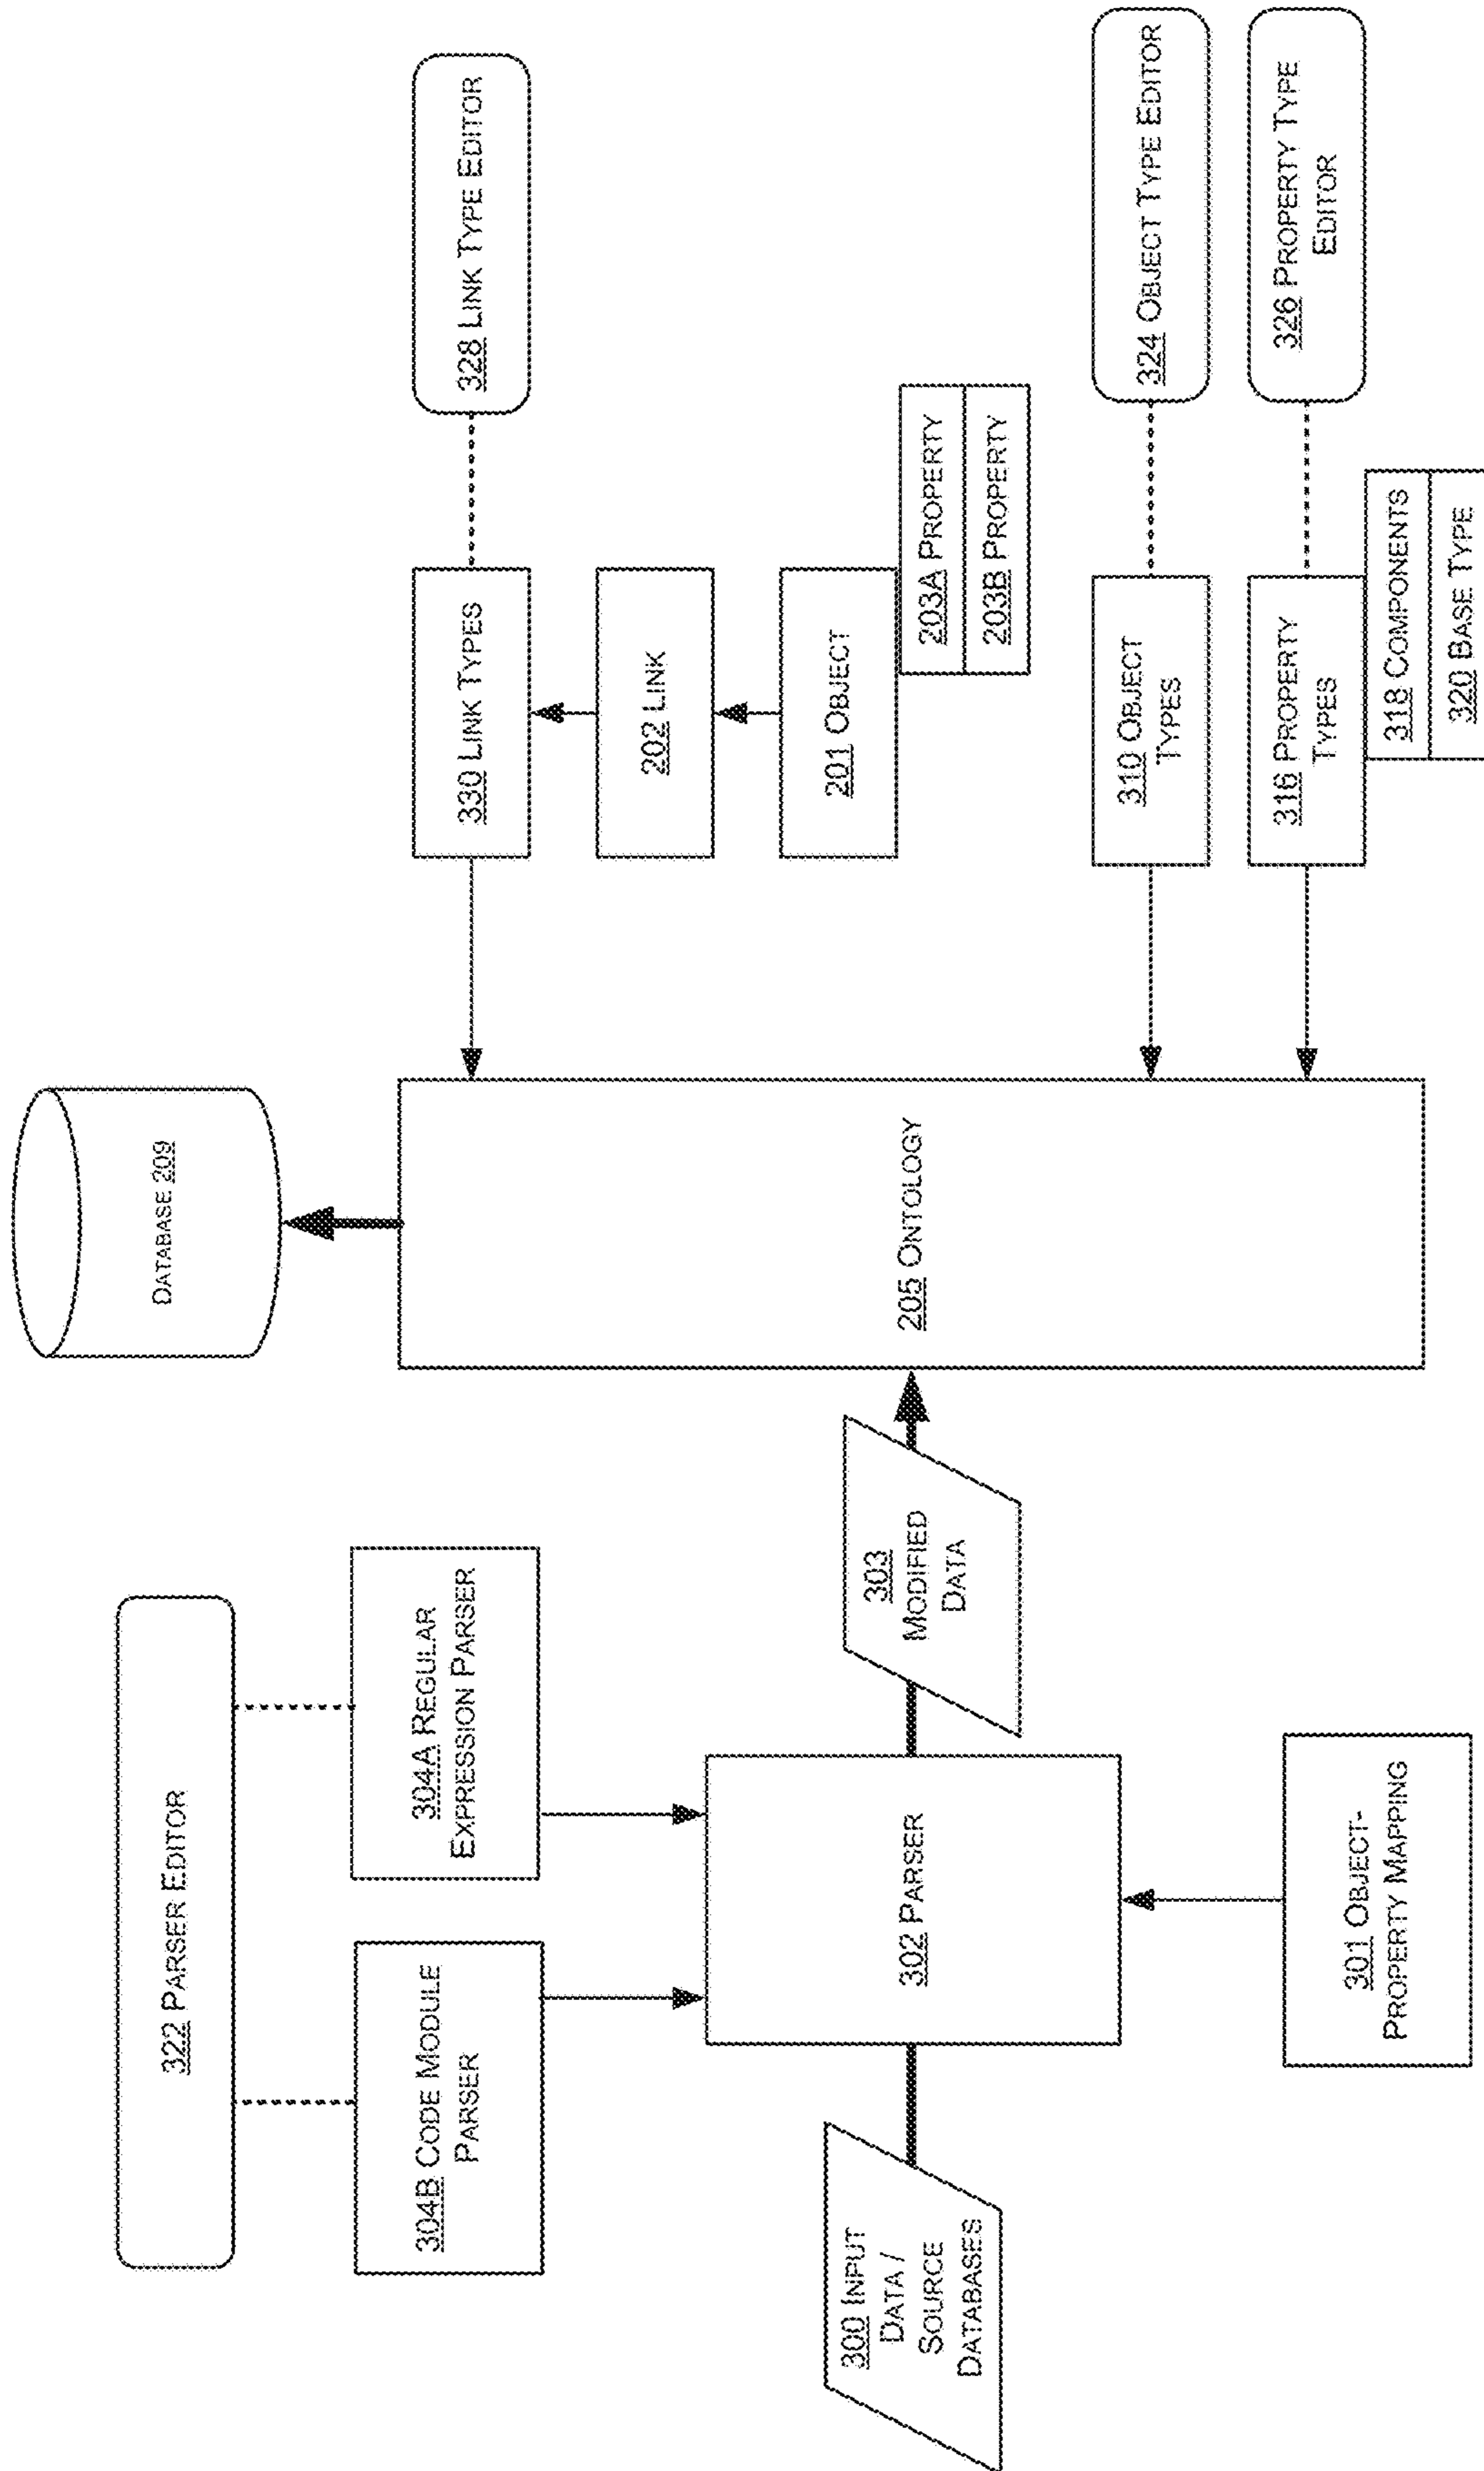 322 PARSER EDITOR
304B CODE MODULE
PARSER
304A REGULAR
EXPRESSION PARSER
300 INPUT
DATA /
SOURCE
DATABASES
302 PARSER
301 OBJECT-
PROPERTY MAPPING
303
MODIFIED
DATA
DATABASE 209
205 ONTOLOGY
330 LINK TYPES
328 LINK TYPE EDITOR
202 LINK
201 OBJECT
203A PROPERTY
203B PROPERTY
310 OBJECT
TYPES
324 OBJECT TYPE EDITOR
316 PROPERTY
TYPES
326 PROPERTY TYPE
EDITOR
318 COMPONENTS
320 BASE TYPE